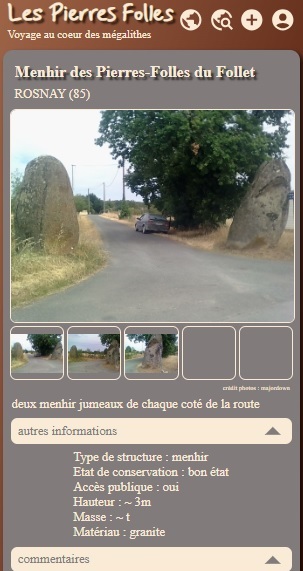 Les Pierres Folles
Voyage au coeur des mégalithes
Menhir des Pierres-Folles du Follet
ROSNAY (85)
crédit photos : majordown
deux menhir jumeaux de chaque coté de la route
autres informations
Type de structure : menhir
Etat de conservation : bon état
Accès publique : oui
Hauteur : ~ 3m
Masse : ~ t
Matériau : granite
commentaires